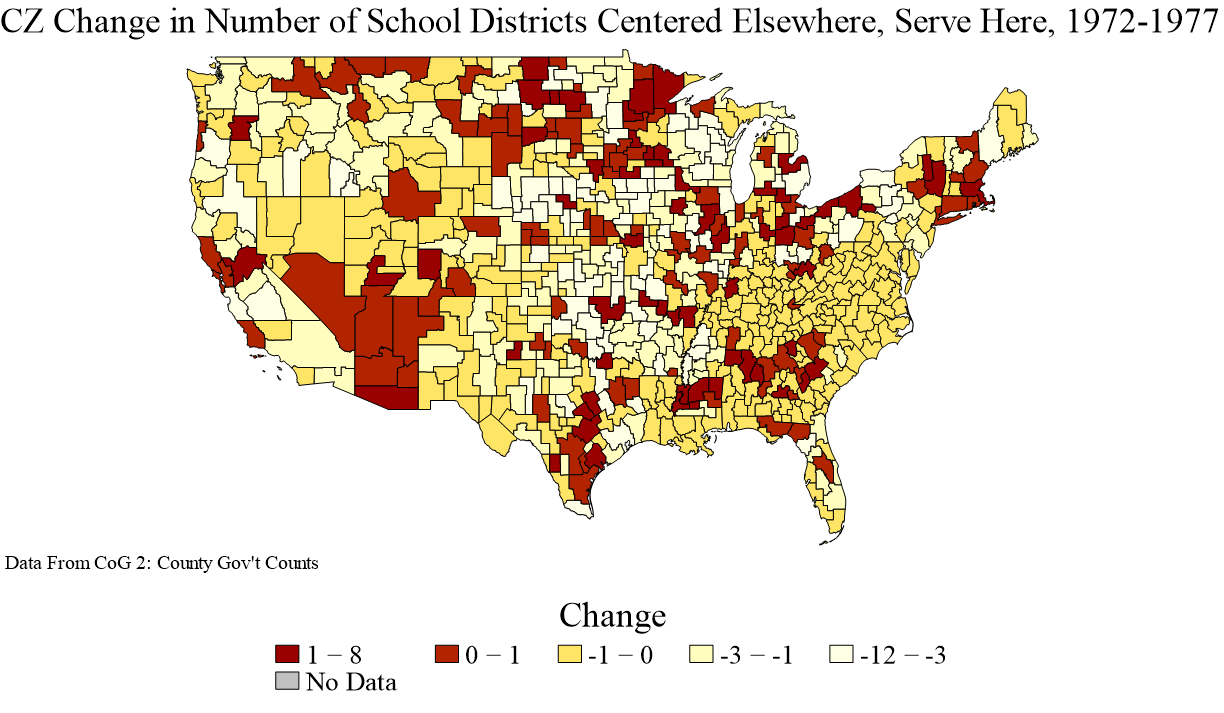 CZ Change in Number of School Districts Centered Elsewhere, Serve Here, 1972-1977
Data From CoG 2: County Gov't Counts
Change
1 − 8 0 − 1 -1 − 0 -3 − -1 -12 − -3
No Data